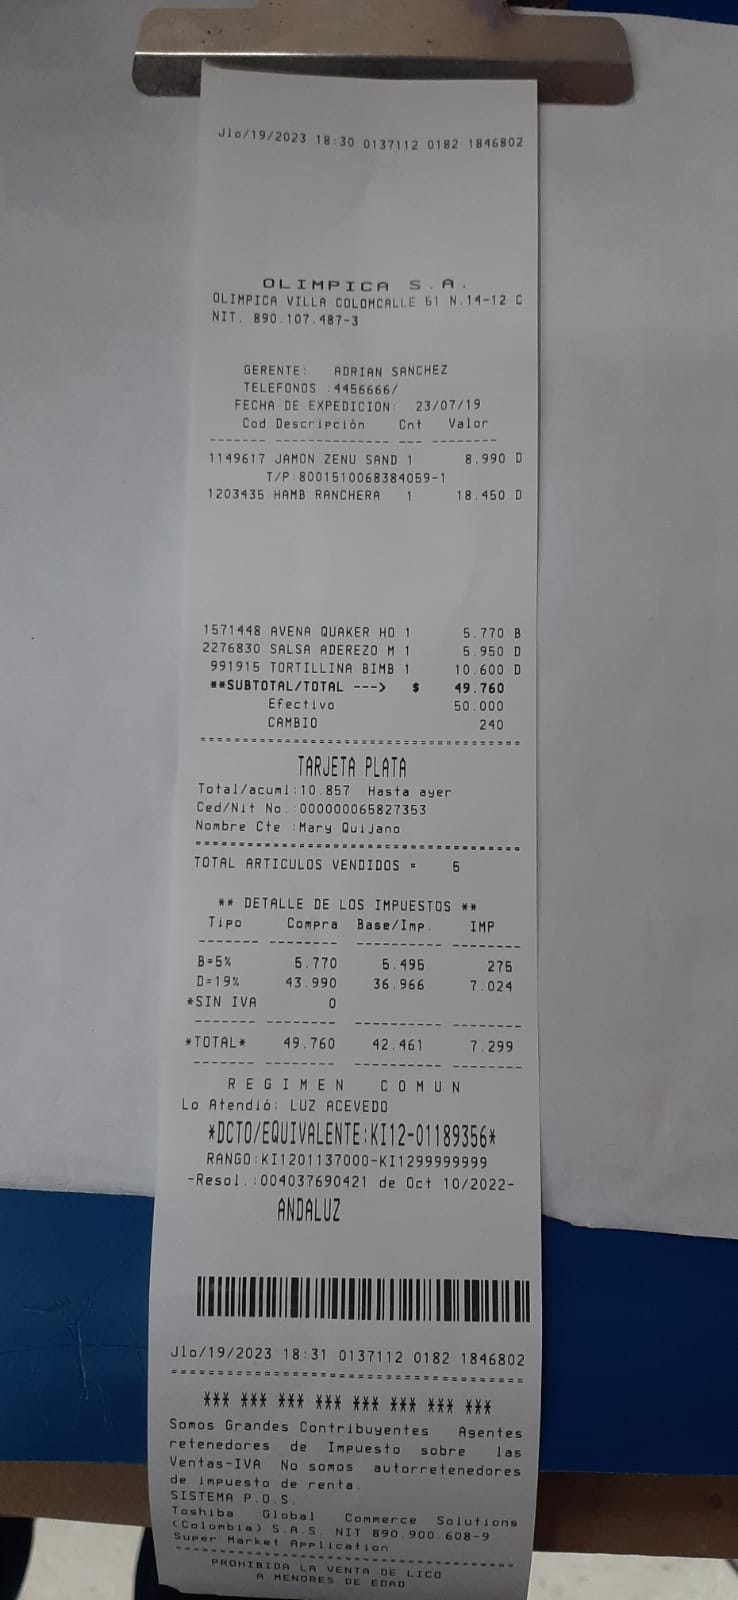 Jlo/19/2023 18:30 0137112 0182 1846802
OLIMPICA S.A.
OLIMPICA VILLA COLOMCALLE 61 N.14-12 C
NIT. 890.107.487-3
GERENTE: ADRIAN SANCHEZ
TELEFONOS :4456666/
FECHA DE EXPEDICION: 23/07/19
Cod Descripción Cnt Valor
------- -------------- --- --------
1149617 JAMON ZENU SAND 1 8.990 D
T/P:8001510068384059-1
1203435 HAMB RANCHERA 1 18.450 D
1571448 AVENA QUAKER HO 1 5.770 B
2276830 SALSA ADEREZO M 1 5.950 D
991915 TORTILLINA BIMB 1 10.600 D
**SUBTOTAL/TOTAL ---> $ 49.760
Efectivo 50.000
CAMBIO 240
======================================
TARJETA PLATA
Total/acuml:10.857 Hasta ayer
Ced/Nit No.:000000065827353
Nombre Cte :Mary Quijano
======================================
TOTAL ARTICULOS VENDIDOS = 5
** DETALLE DE LOS IMPUESTOS **
Tipo Compra Base/Imp. IMP
------- -------- ---------- --------
B=5% 5.770 5.495 275
D=19% 43.990 36.966 7.024
*SIN IVA 0
------- -------- ---------- --------
*TOTAL* 49.760 42.461 7.299
------- -------- ---------- --------
REGIMEN COMUN
Lo Atendió: LUZ ACEVEDO
*DCTO/EQUIVALENTE:KI12-01189356*
RANGO:KI1201137000-KI1299999999
-Resol.:004037690421 de Oct 10/2022-
ANDALUZ
Jlo/19/2023 18:31 0137112 0182 1846802
======================================
*** *** *** *** *** *** *** ***
Somos Grandes Contribuyentes Agentes
retenedores de Impuesto sobre las
Ventas-IVA No somos autorretenedores
de impuesto de renta.
SISTEMA P.O.S.
Toshiba Global Commerce Solutions
(Colombia) S.A.S. NIT 890.900.608-9
Super Market Application
--------------------------------------
PROHIBIDA LA VENTA DE LICO
A MENORES DE EDAD